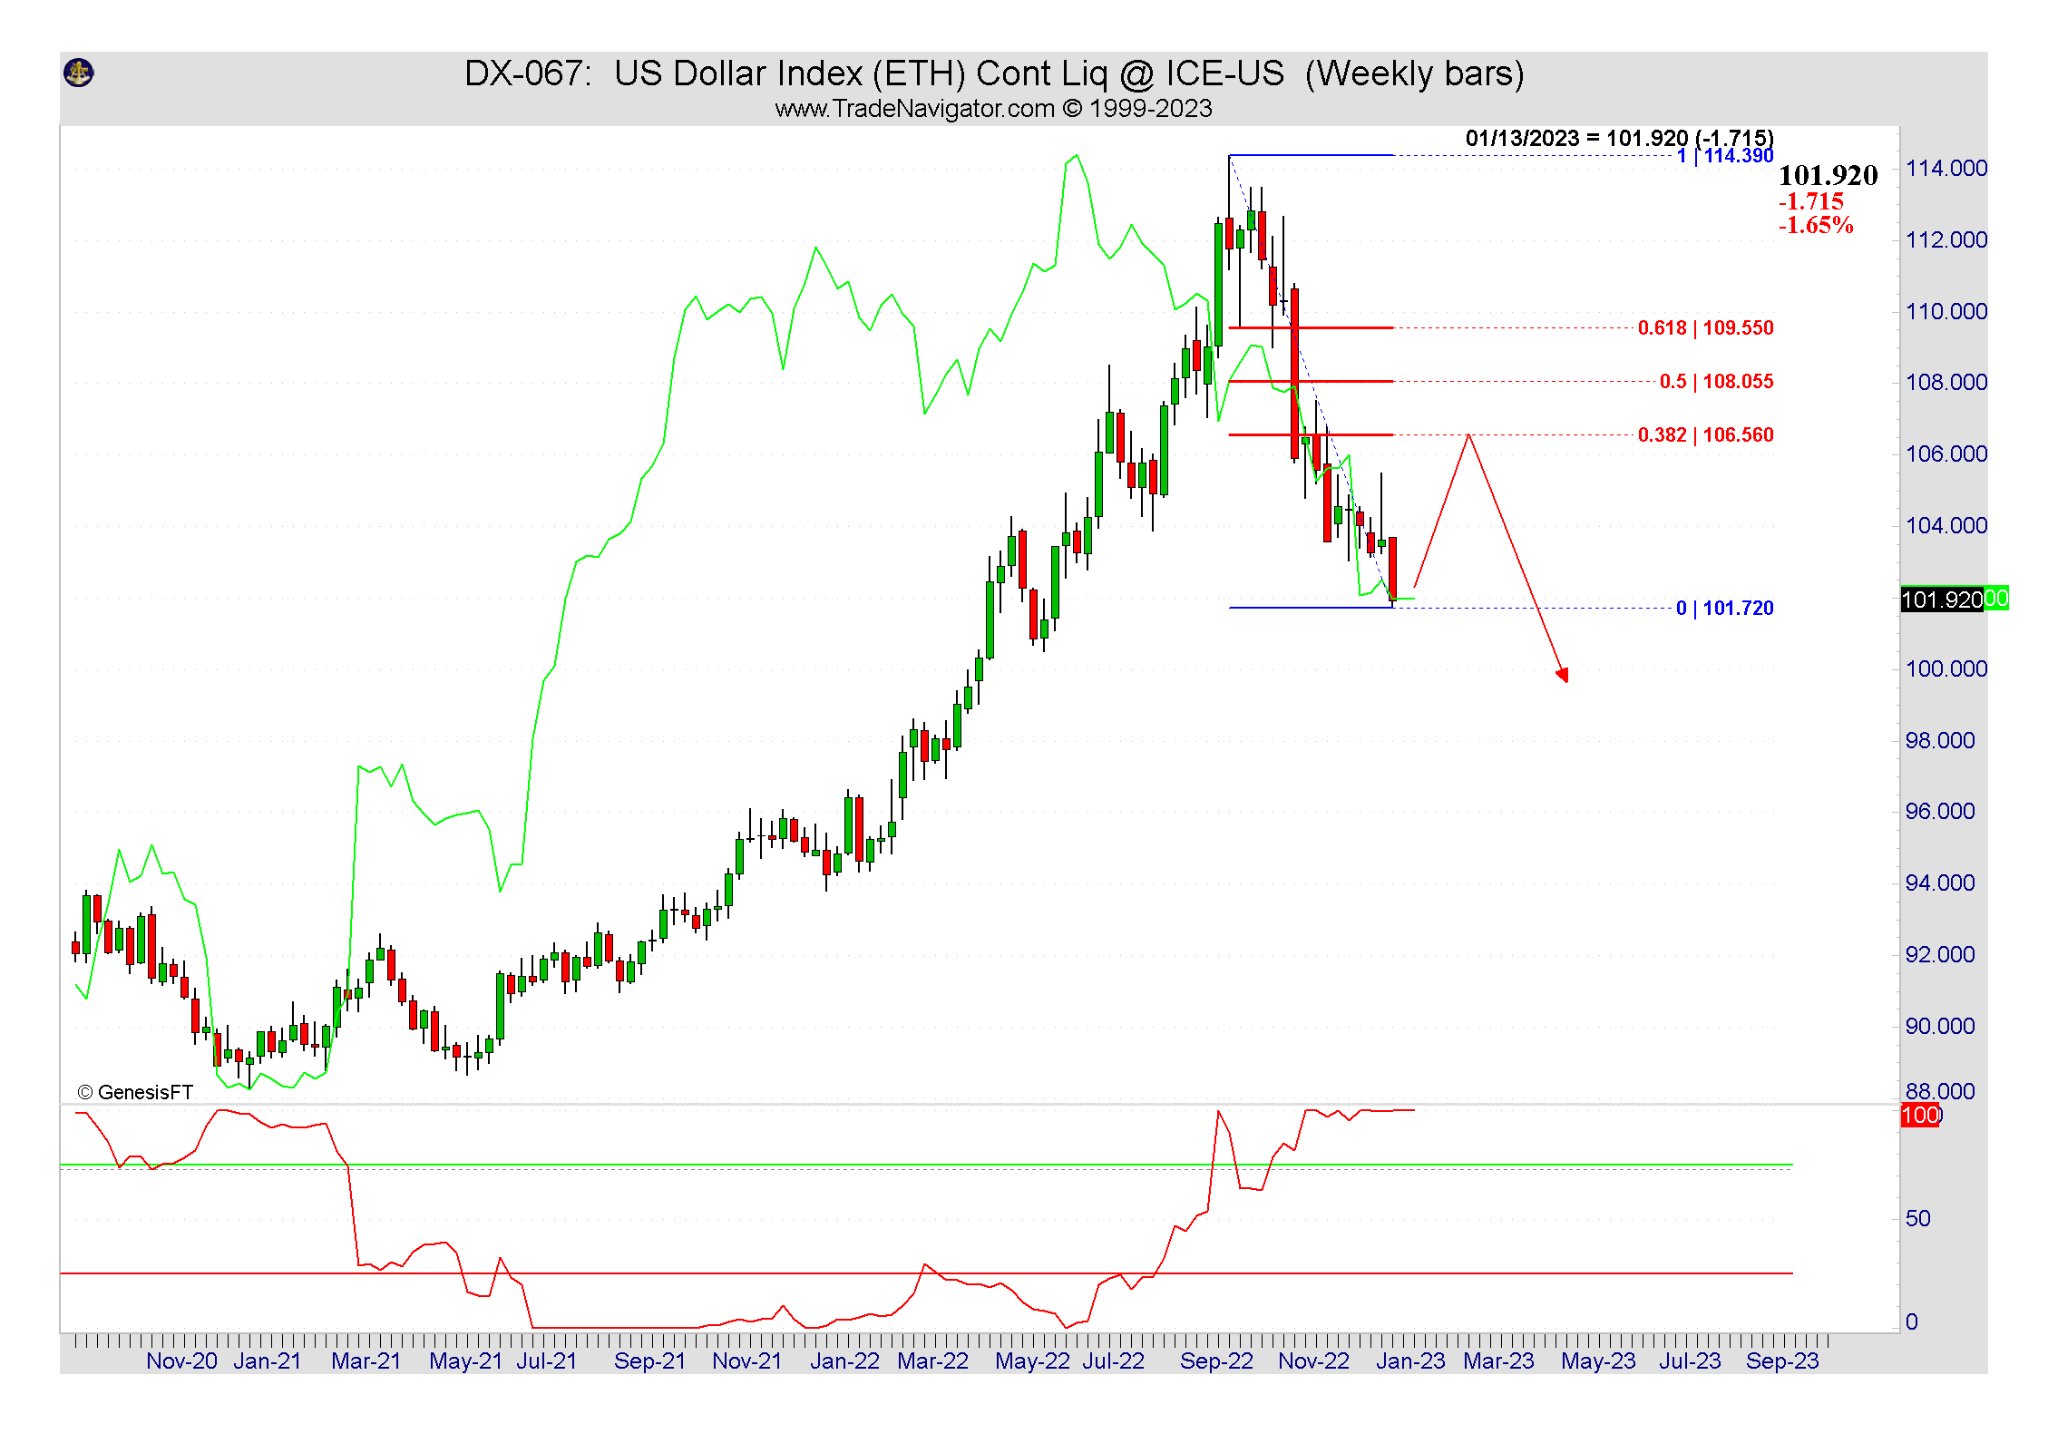 DX-067: US Dollar Index (ETH) Cont Liq @ ICE-US (Weekly bars)
www.TradeNavigator.com © 1999-2023
01/13/2023 = 101.920 (-1.715)
1 | 114.390
101.920
-1.715
-1.65%
0.618 | 109.550
0.5 | 108.055
0.382 | 106.560
0 | 101.720
114.000
112.000
110.000
108.000
106.000
104.000
101.920
00
100.000
98.000
96.000
94.000
92.000
90.000
88.000
© GenesisFT
100
50
0
Nov-20 Jan-21 Mar-21 May-21 Jul-21 Sep-21 Nov-21 Jan-22 Mar-22 May-22 Jul-22 Sep-22 Nov-22 Jan-23 Mar-23 May-23 Jul-23 Sep-23